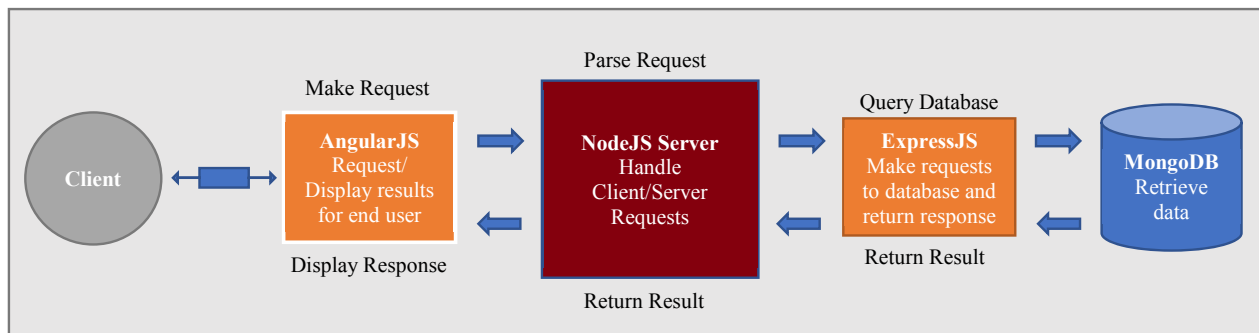 Client
Make Request
AngularJS
Request/
Display results
for end user
Display Response
Parse Request
NodeJS Server
Handle
Client/Server
Requests
Return Result
Query Database
ExpressJS
Make requests
to database and
return response
Return Result
MongoDB
Retrieve
data